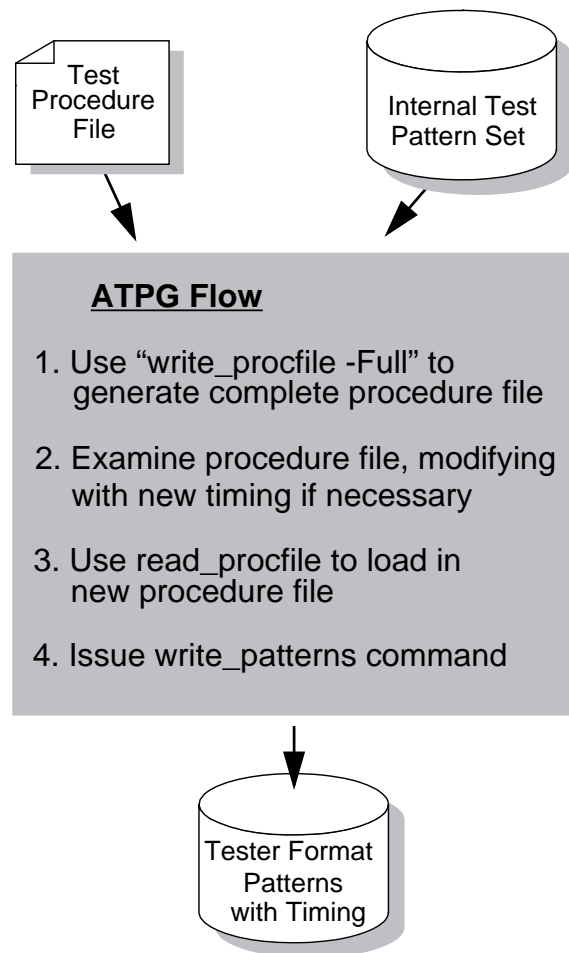 Test
Procedure
File
Internal Test
Pattern Set
ATPG Flow
1. Use “write_procfile -Full” to
generate complete procedure file
2. Examine procedure file, modifying
with new timing if necessary
3. Use read_procfile to load in
new procedure file
4. Issue write_patterns command
Tester Format
Patterns
with Timing